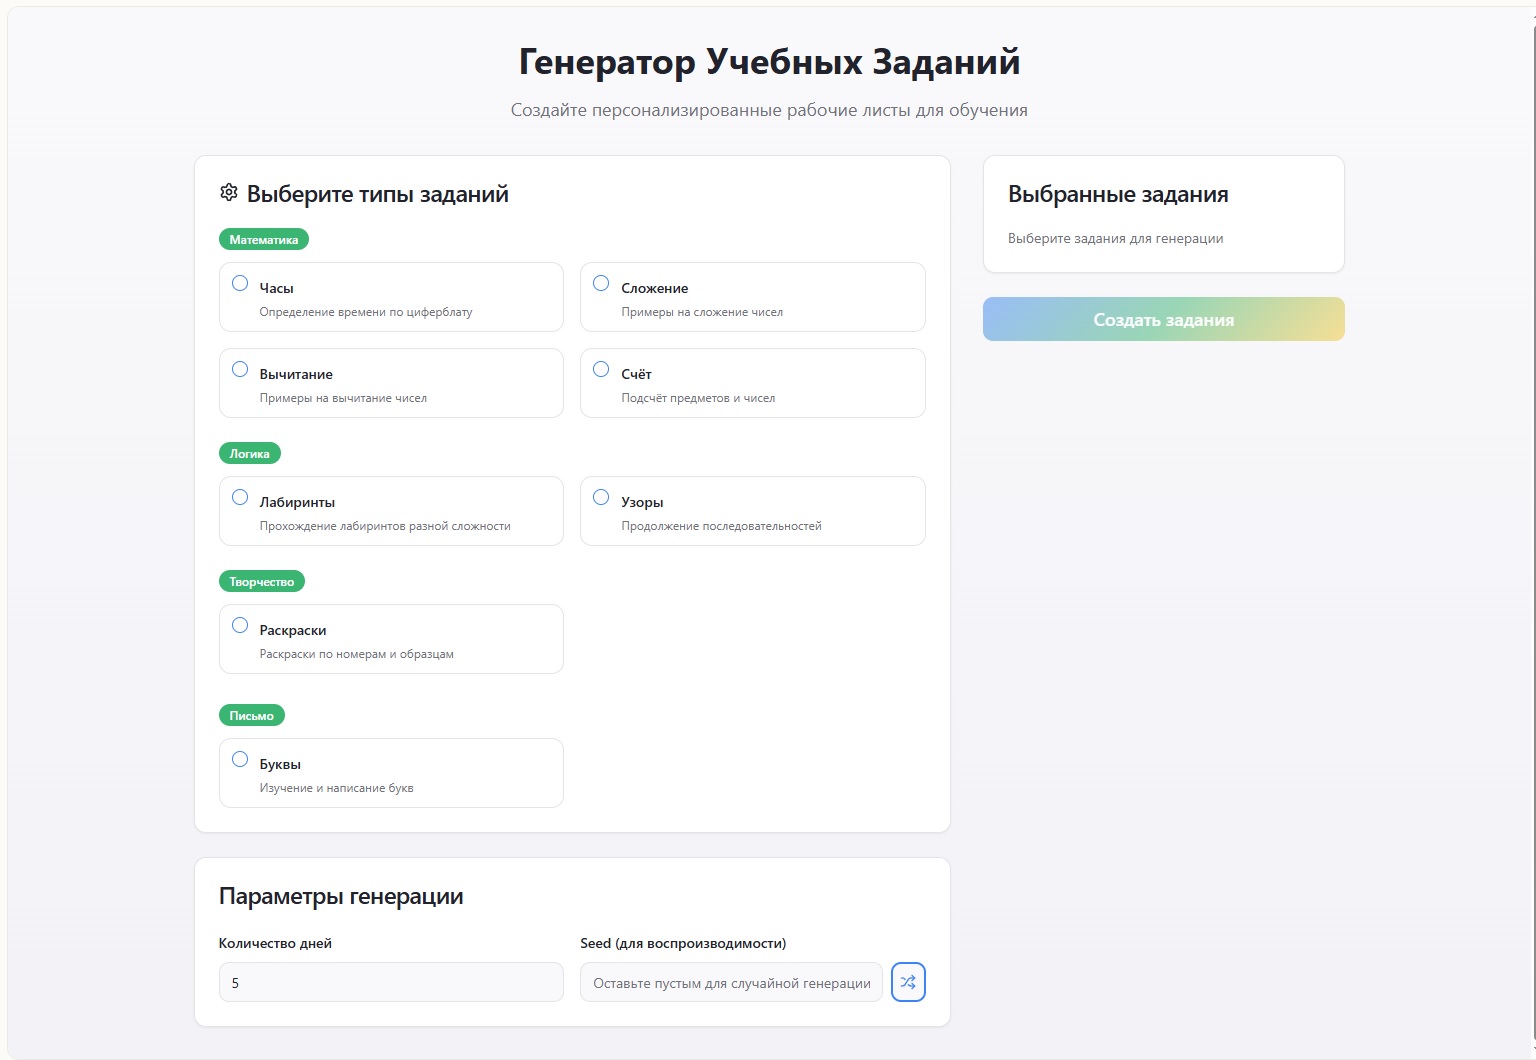 Генератор Учебных Заданий
Создайте персонализированные рабочие листы для обучения
Выберите типы заданий
Математика
Часы
Определение времени по циферблату
Сложение
Примеры на сложение чисел
Вычитание
Примеры на вычитание чисел
Счёт
Подсчёт предметов и чисел
Логика
Лабиринты
Прохождение лабиринтов разной сложности
Узоры
Продолжение последовательностей
Творчество
Раскраски
Раскраски по номерам и образцам
Письмо
Буквы
Изучение и написание букв
Параметры генерации
Количество дней
5
Seed (для воспроизводимости)
Оставьте пустым для случайной генерации
Выбранные задания
Выберите задания для генерации
Создать задания